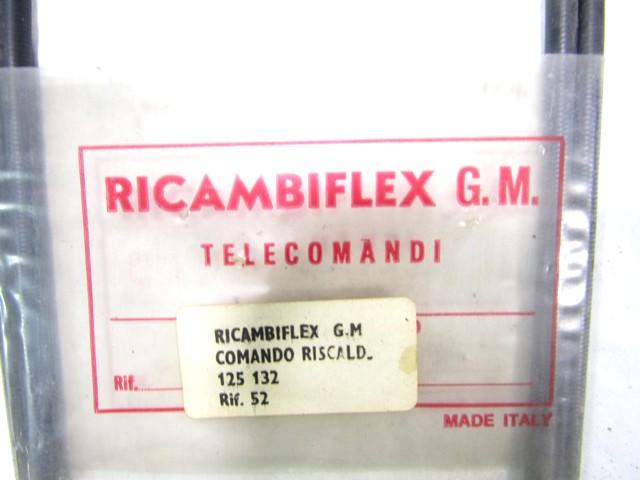 RICAMBIFLEX G.M.
TELECOMANDI
RICAMBIFLEX G.M
COMANDO RISCALD.
125 132
Rif. 52
Rif.
MADE ITALY